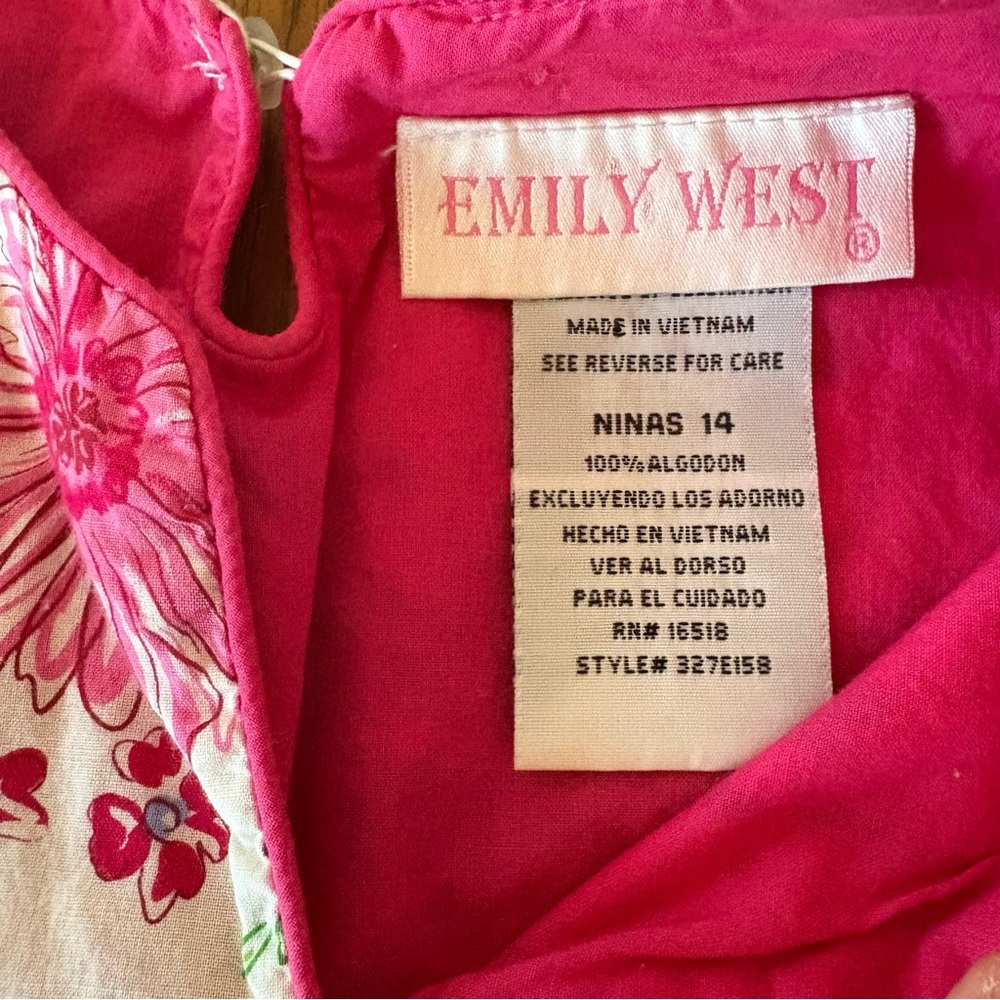 EMILY WEST®
MADE IN VIETNAM
SEE REVERSE FOR CARE
NINAS 14
100% ALGODON
EXCLUYENDO LOS ADORNO
HECHO EN VIETNAM
VER AL DORSO
PARA EL CUIDADO
RN# 16518
STYLE# 327E158